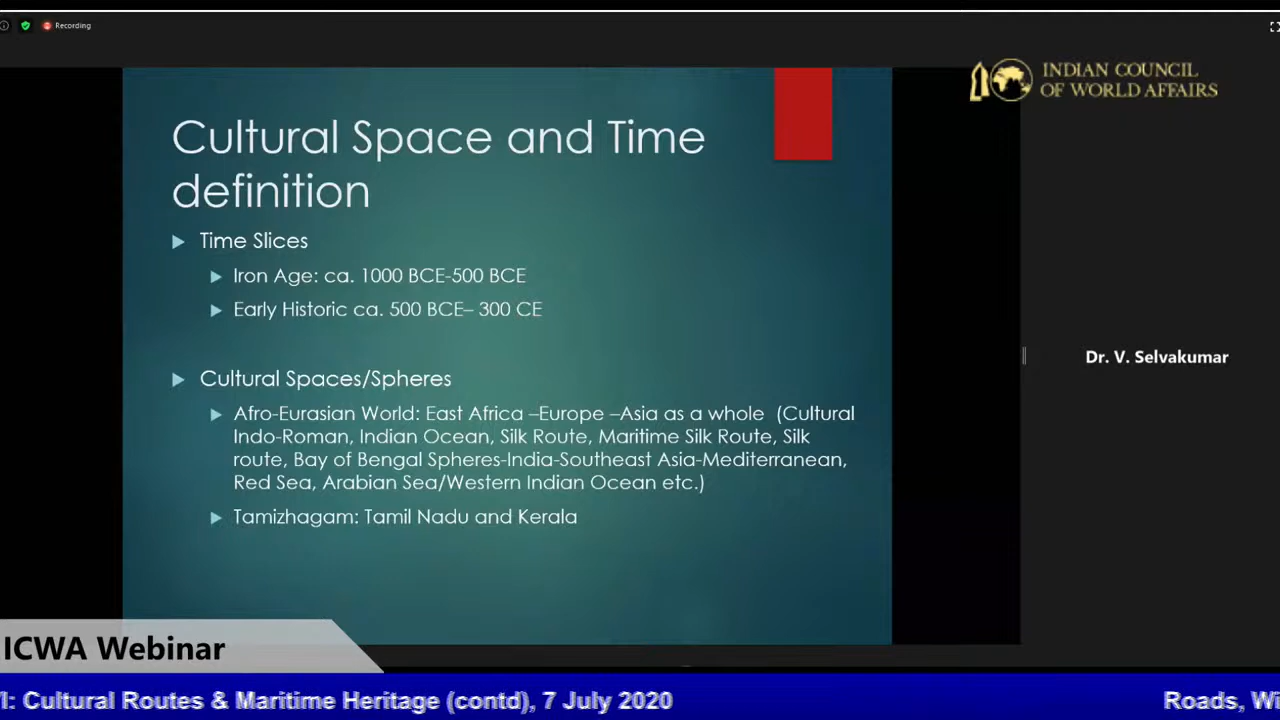 Recording
INDIAN COUNCIL
OF WORLD AFFAIRS
Cultural Space and Time
definition
Time Slices
Iron Age: ca. 1000 BCE-500 BCE
Early Historic ca. 500 BCE– 300 CE
Cultural Spaces/Spheres
Afro-Eurasian World: East Africa –Europe –Asia as a whole (Cultural
Indo-Roman, Indian Ocean, Silk Route, Maritime Silk Route, Silk
route, Bay of Bengal Spheres-India-Southeast Asia-Mediterranean,
Red Sea, Arabian Sea/Western Indian Ocean etc.)
Tamizhagam: Tamil Nadu and Kerala
Dr. V. Selvakumar
ICWA Webinar
: Cultural Routes & Maritime Heritage (contd), 7 July 2020
Roads,